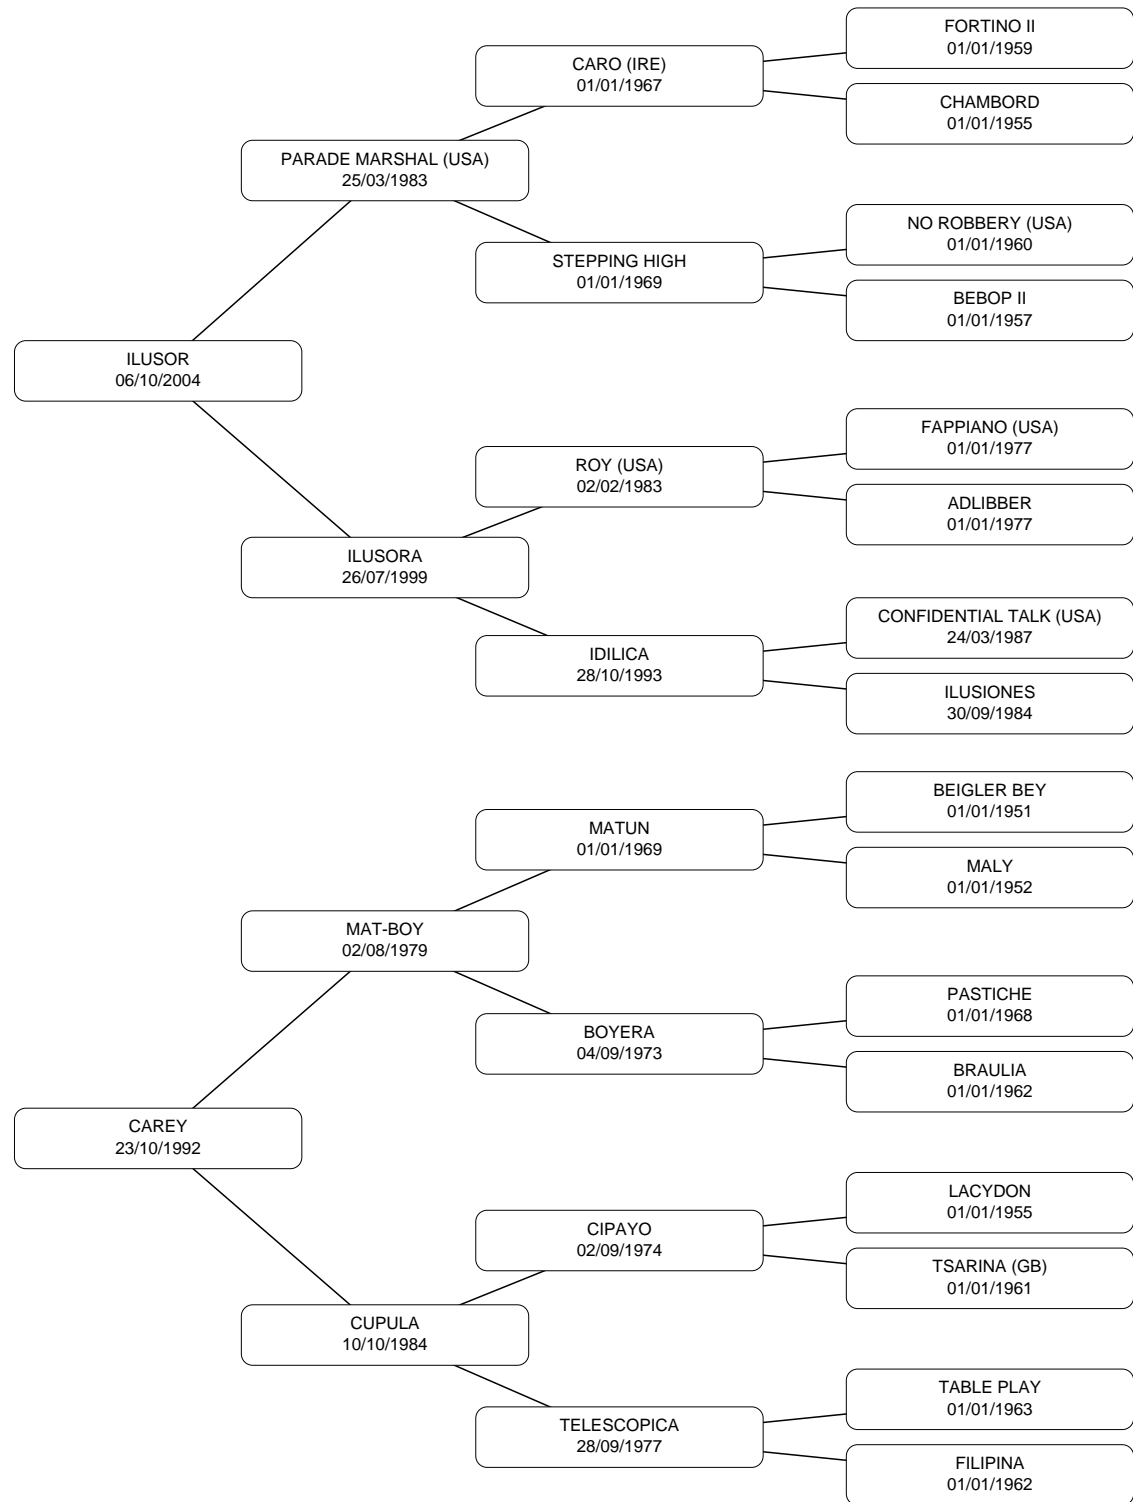 FORTINO II
01/01/1959
CARO (IRE)
01/01/1967
CHAMBORD
01/01/1955
PARADE MARSHAL (USA)
25/03/1983
NO ROBBERY (USA)
01/01/1960
STEPPING HIGH
01/01/1969
BEBOP II
01/01/1957
ILUSOR
06/10/2004
FAPPIANO (USA)
01/01/1977
ROY (USA)
02/02/1983
ADLIBBER
01/01/1977
ILUSORA
26/07/1999
CONFIDENTIAL TALK (USA)
24/03/1987
IDILICA
28/10/1993
ILUSIONES
30/09/1984
BEIGLER BEY
01/01/1951
MATUN
01/01/1969
MALY
01/01/1952
MAT-BOY
02/08/1979
PASTICHE
01/01/1968
BOYERA
04/09/1973
BRAULIA
01/01/1962
CAREY
23/10/1992
LACYDON
01/01/1955
CIPAYO
02/09/1974
TSARINA (GB)
01/01/1961
CUPULA
10/10/1984
TABLE PLAY
01/01/1963
TELESCOPICA
28/09/1977
FILIPINA
01/01/1962